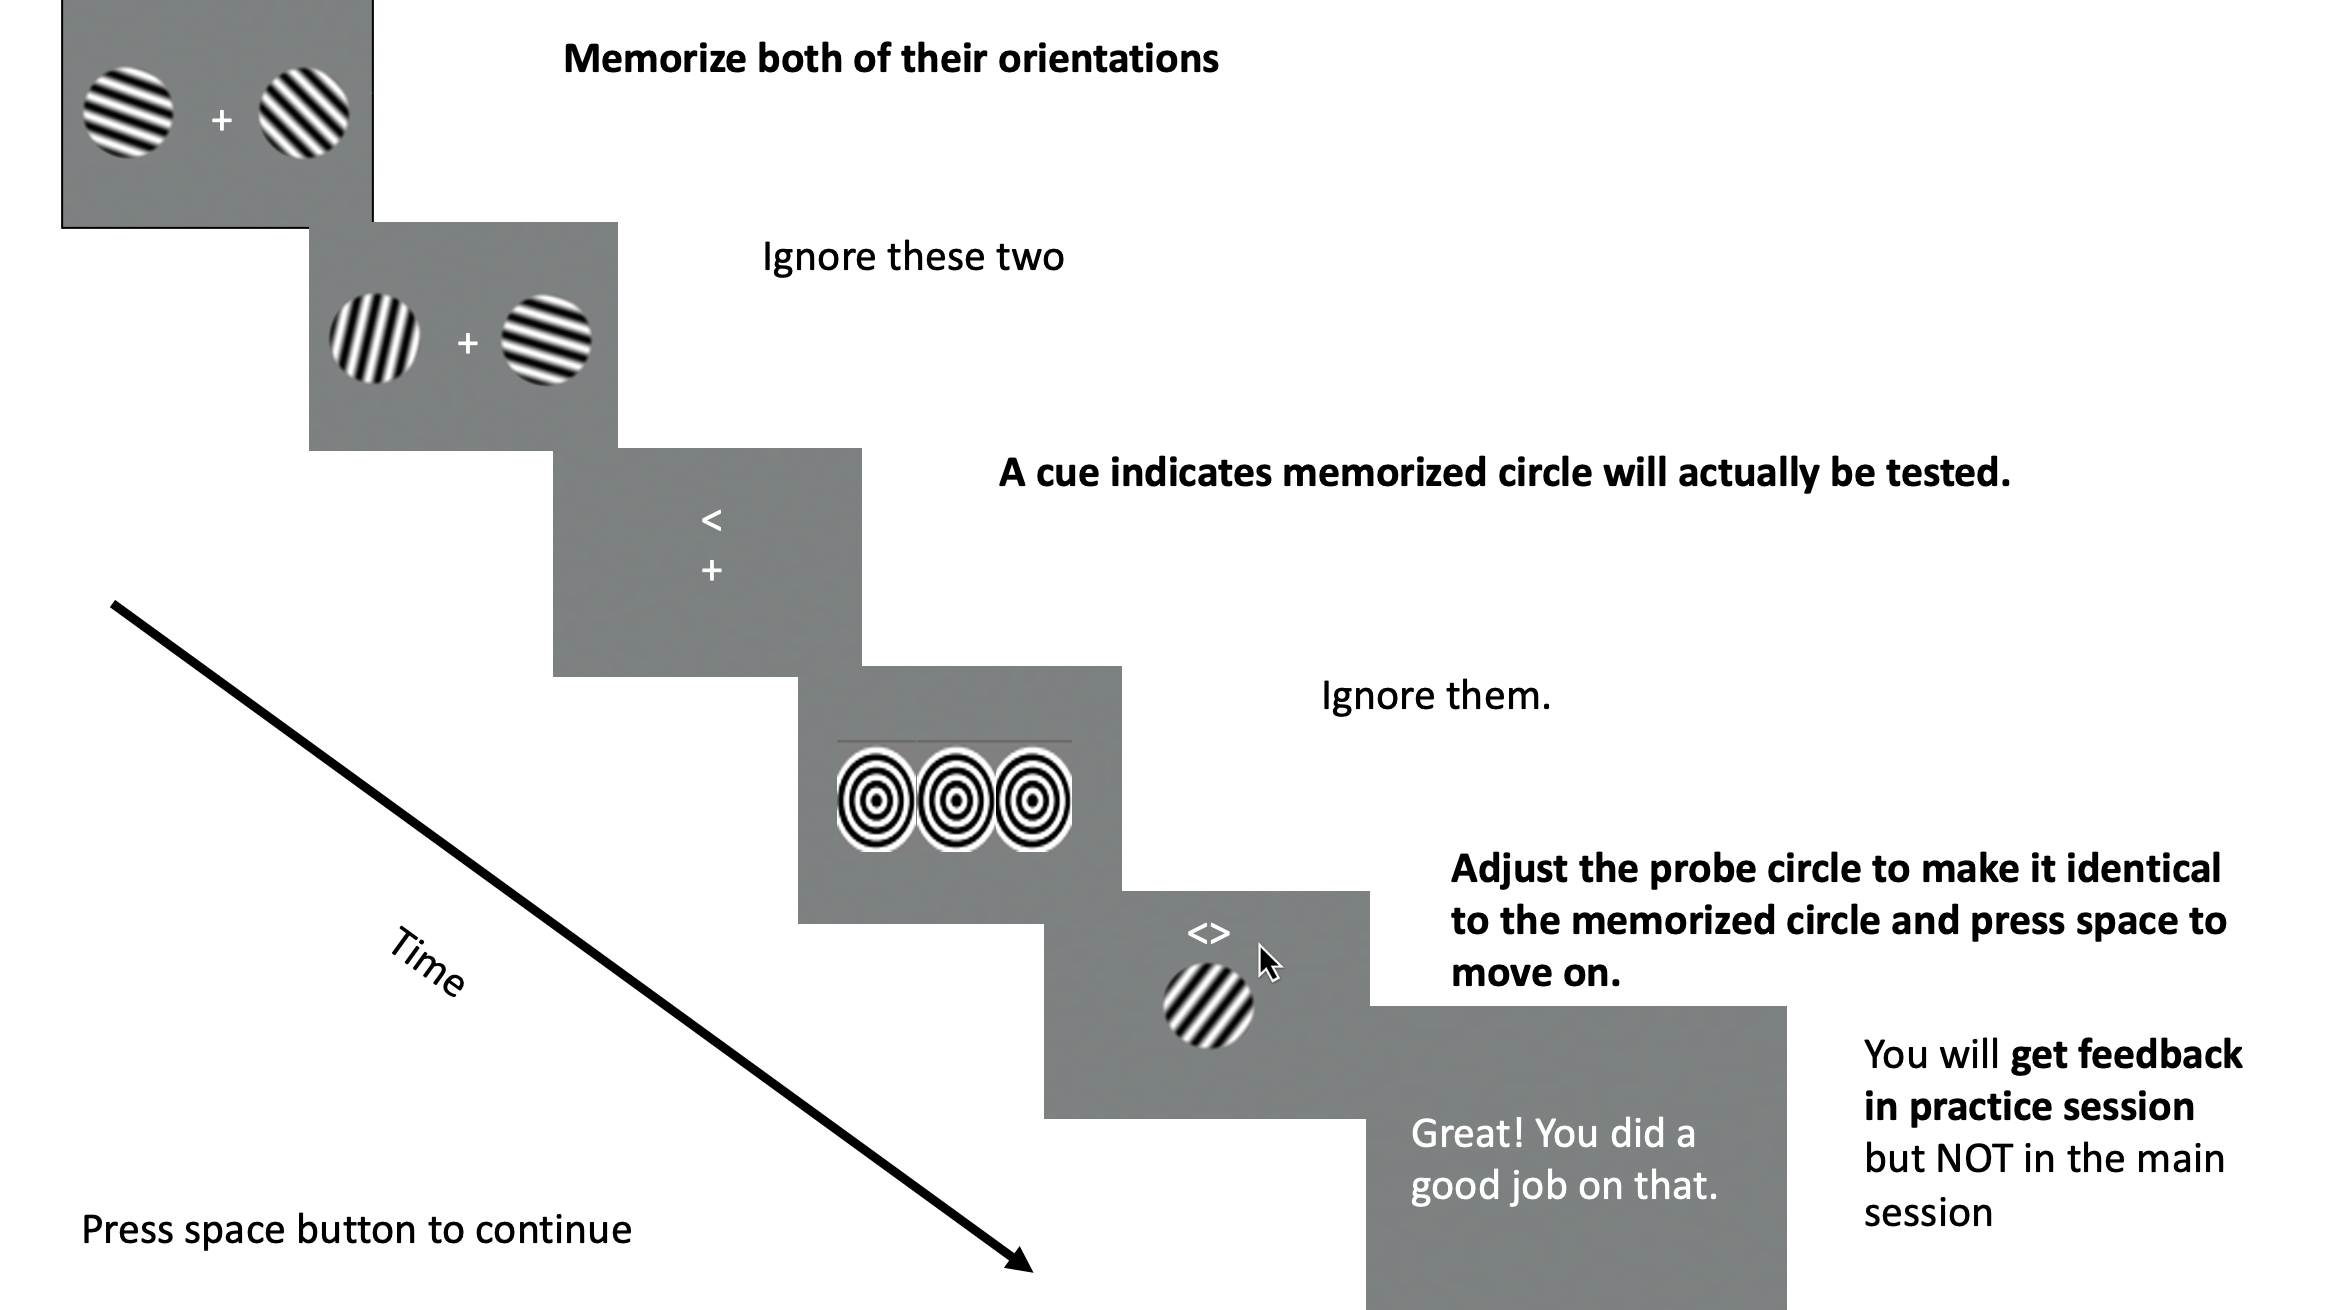 Memorize both of their orientations
+
Ignore these two
+
A cue indicates memorized circle will actually be tested.
<
+
Ignore them.
Adjust the probe circle to make it identical
to the memorized circle and press space to
move on.
<>
Time
You will get feedback
in practice session
but NOT in the main
session
Great! You did a
good job on that.
Press space button to continue